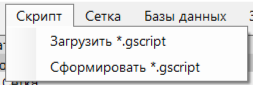 Скрипт Сетка Базы данных
Загрузить *.gscript
Сформировать *.gscript